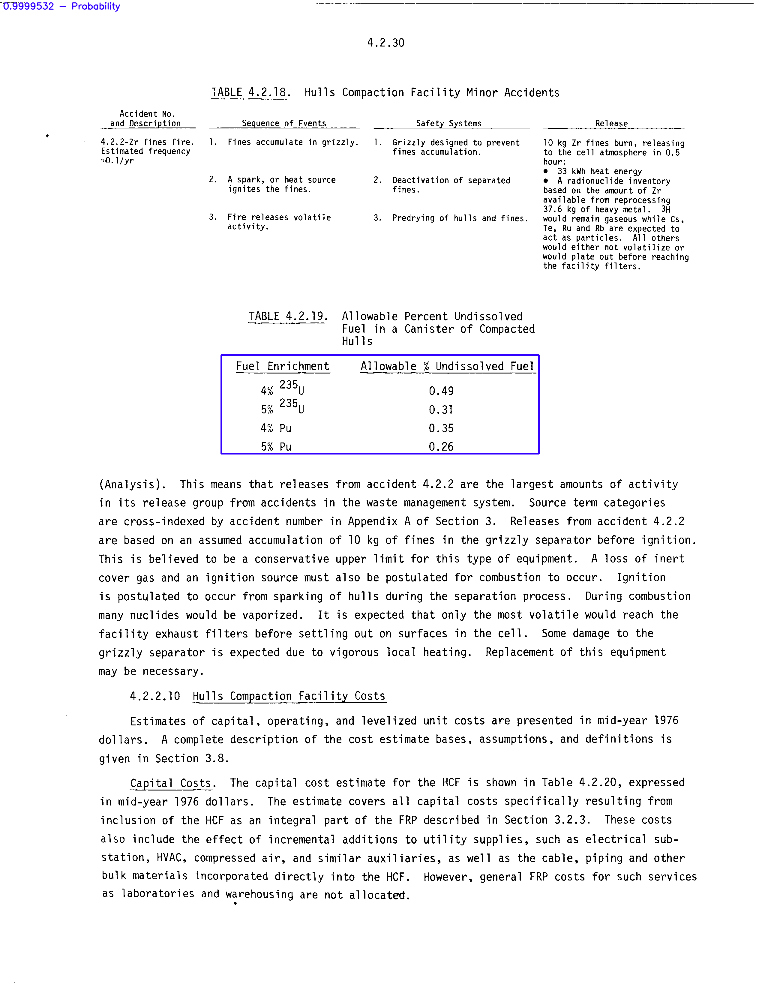 0.9999532 – Probability
4.2.30
TABLE 4.2.18. Hulls Compaction Facility Minor Accidents
Accident No.
and Description Sequence of Events Safety Systems Release
4.2.2-Zr fines fire. 1. Fines accumulate in grizzly. 1. Grizzly designed to prevent 10 kg Zr fines burn, releasing
Estimated frequency fines accumulation. to the cell atmosphere in 0.5
~0.1/yr hour:
• 33 kWh heat energy
2. A spark, or heat source 2. Deactivation of separated • A radionuclide inventory
ignites the fines. fines. based on the amount of Zr
available from reprocessing
37.6 kg of heavy metal. 3H
3. Fire releases volatile 3. Predrying of hulls and fines. would remain gaseous while Cs,
activity. Te, Ru and Rb are expected to
act as particles. All others
would either not volatilize or
would plate out before reaching
the facility filters.
TABLE 4.2.19. Allowable Percent Undissolved
Fuel in a Canister of Compacted
Hulls
Fuel Enrichment Allowable % Undissolved Fuel
4% 235U 0.49
5% 235U 0.31
4% Pu 0.35
5% Pu 0.26
(Analysis). This means that releases from accident 4.2.2 are the largest amounts of activity
in its release group from accidents in the waste management system. Source term categories
are cross-indexed by accident number in Appendix A of Section 3. Releases from accident 4.2.2
are based on an assumed accumulation of 10 kg of fines in the grizzly separator before ignition.
This is believed to be a conservative upper limit for this type of equipment. A loss of inert
cover gas and an ignition source must also be postulated for combustion to occur. Ignition
is postulated to occur from sparking of hulls during the separation process. During combustion
many nuclides would be vaporized. It is expected that only the most volatile would reach the
facility exhaust filters before settling out on surfaces in the cell. Some damage to the
grizzly separator is expected due to vigorous local heating. Replacement of this equipment
may be necessary.
4.2.2.10 Hulls Compaction Facility Costs
Estimates of capital, operating, and levelized unit costs are presented in mid-year 1976
dollars. A complete description of the cost estimate bases, assumptions, and definitions is
given in Section 3.8.
Capital Costs. The capital cost estimate for the HCF is shown in Table 4.2.20, expressed
in mid-year 1976 dollars. The estimate covers all capital costs specifically resulting from
inclusion of the HCF as an integral part of the FRP described in Section 3.2.3. These costs
also include the effect of incremental additions to utility supplies, such as electrical sub-
station, HVAC, compressed air, and similar auxiliaries, as well as the cable, piping and other
bulk materials incorporated directly into the HCF. However, general FRP costs for such services
as laboratories and warehousing are not allocated.